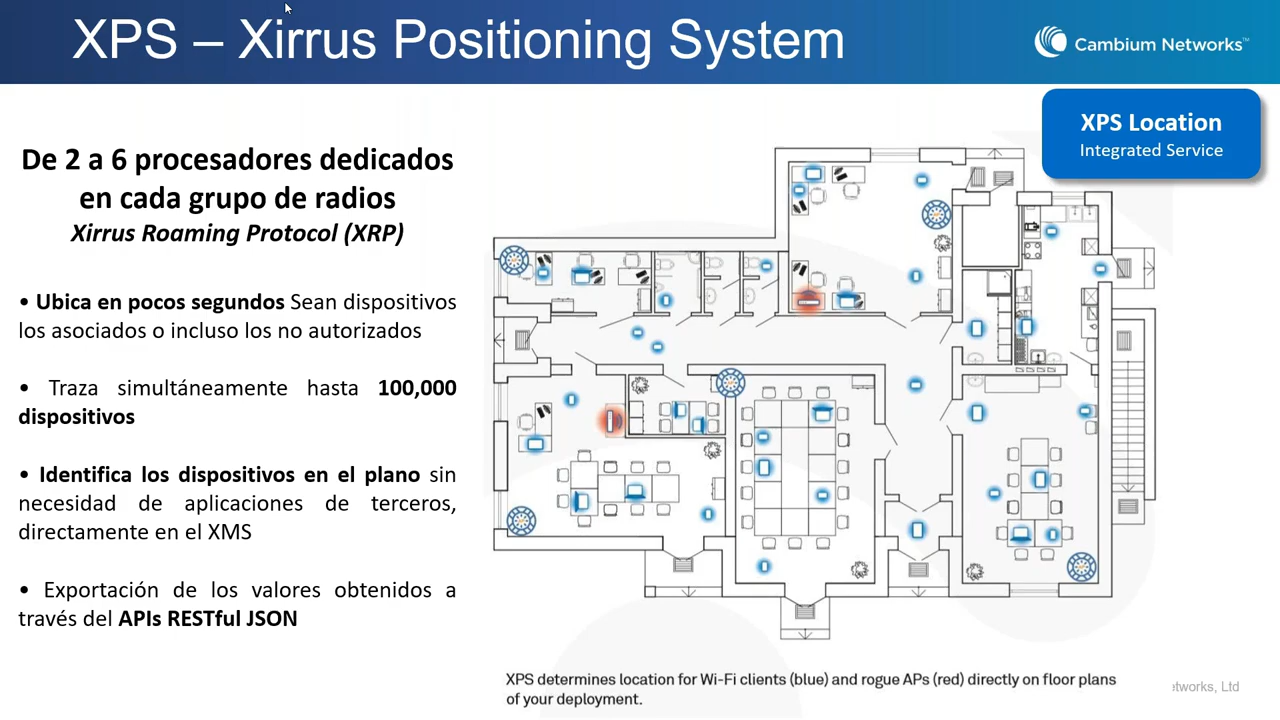 XPS – Xirrus Positioning System
Cambium Networks™
XPS Location
Integrated Service
De 2 a 6 procesadores dedicados
en cada grupo de radios
Xirrus Roaming Protocol (XRP)
• Ubica en pocos segundos Sean dispositivos
los asociados o incluso los no autorizados
• Traza simultáneamente hasta 100,000
dispositivos
• Identifica los dispositivos en el plano sin
necesidad de aplicaciones de terceros,
directamente en el XMS
• Exportación de los valores obtenidos a
través del APIs RESTful JSON
XPS determines location for Wi-Fi clients (blue) and rogue APs (red) directly on floor plans
of your deployment.
etworks, Ltd